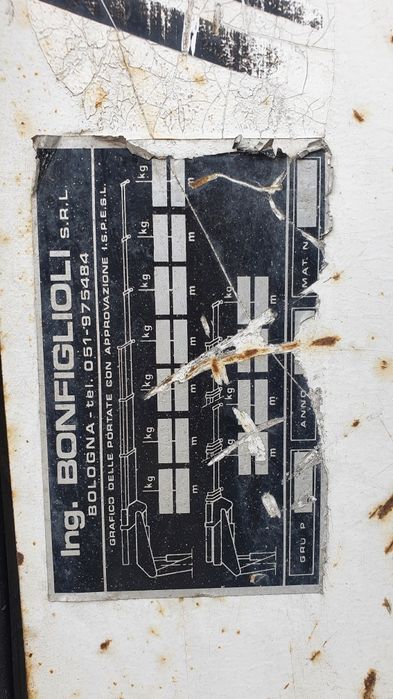 Ing. BONFIGLIOLI S.R.L.
BOLOGNA - tel. 051-975484
GRAFICO DELLE PORTATE CON APPROVAZIONE I.S.P.E.S.L.
kg kg kg kg kg kg
m m m m m m
kg kg
m m m m
GRU P ANNO MAT. N.